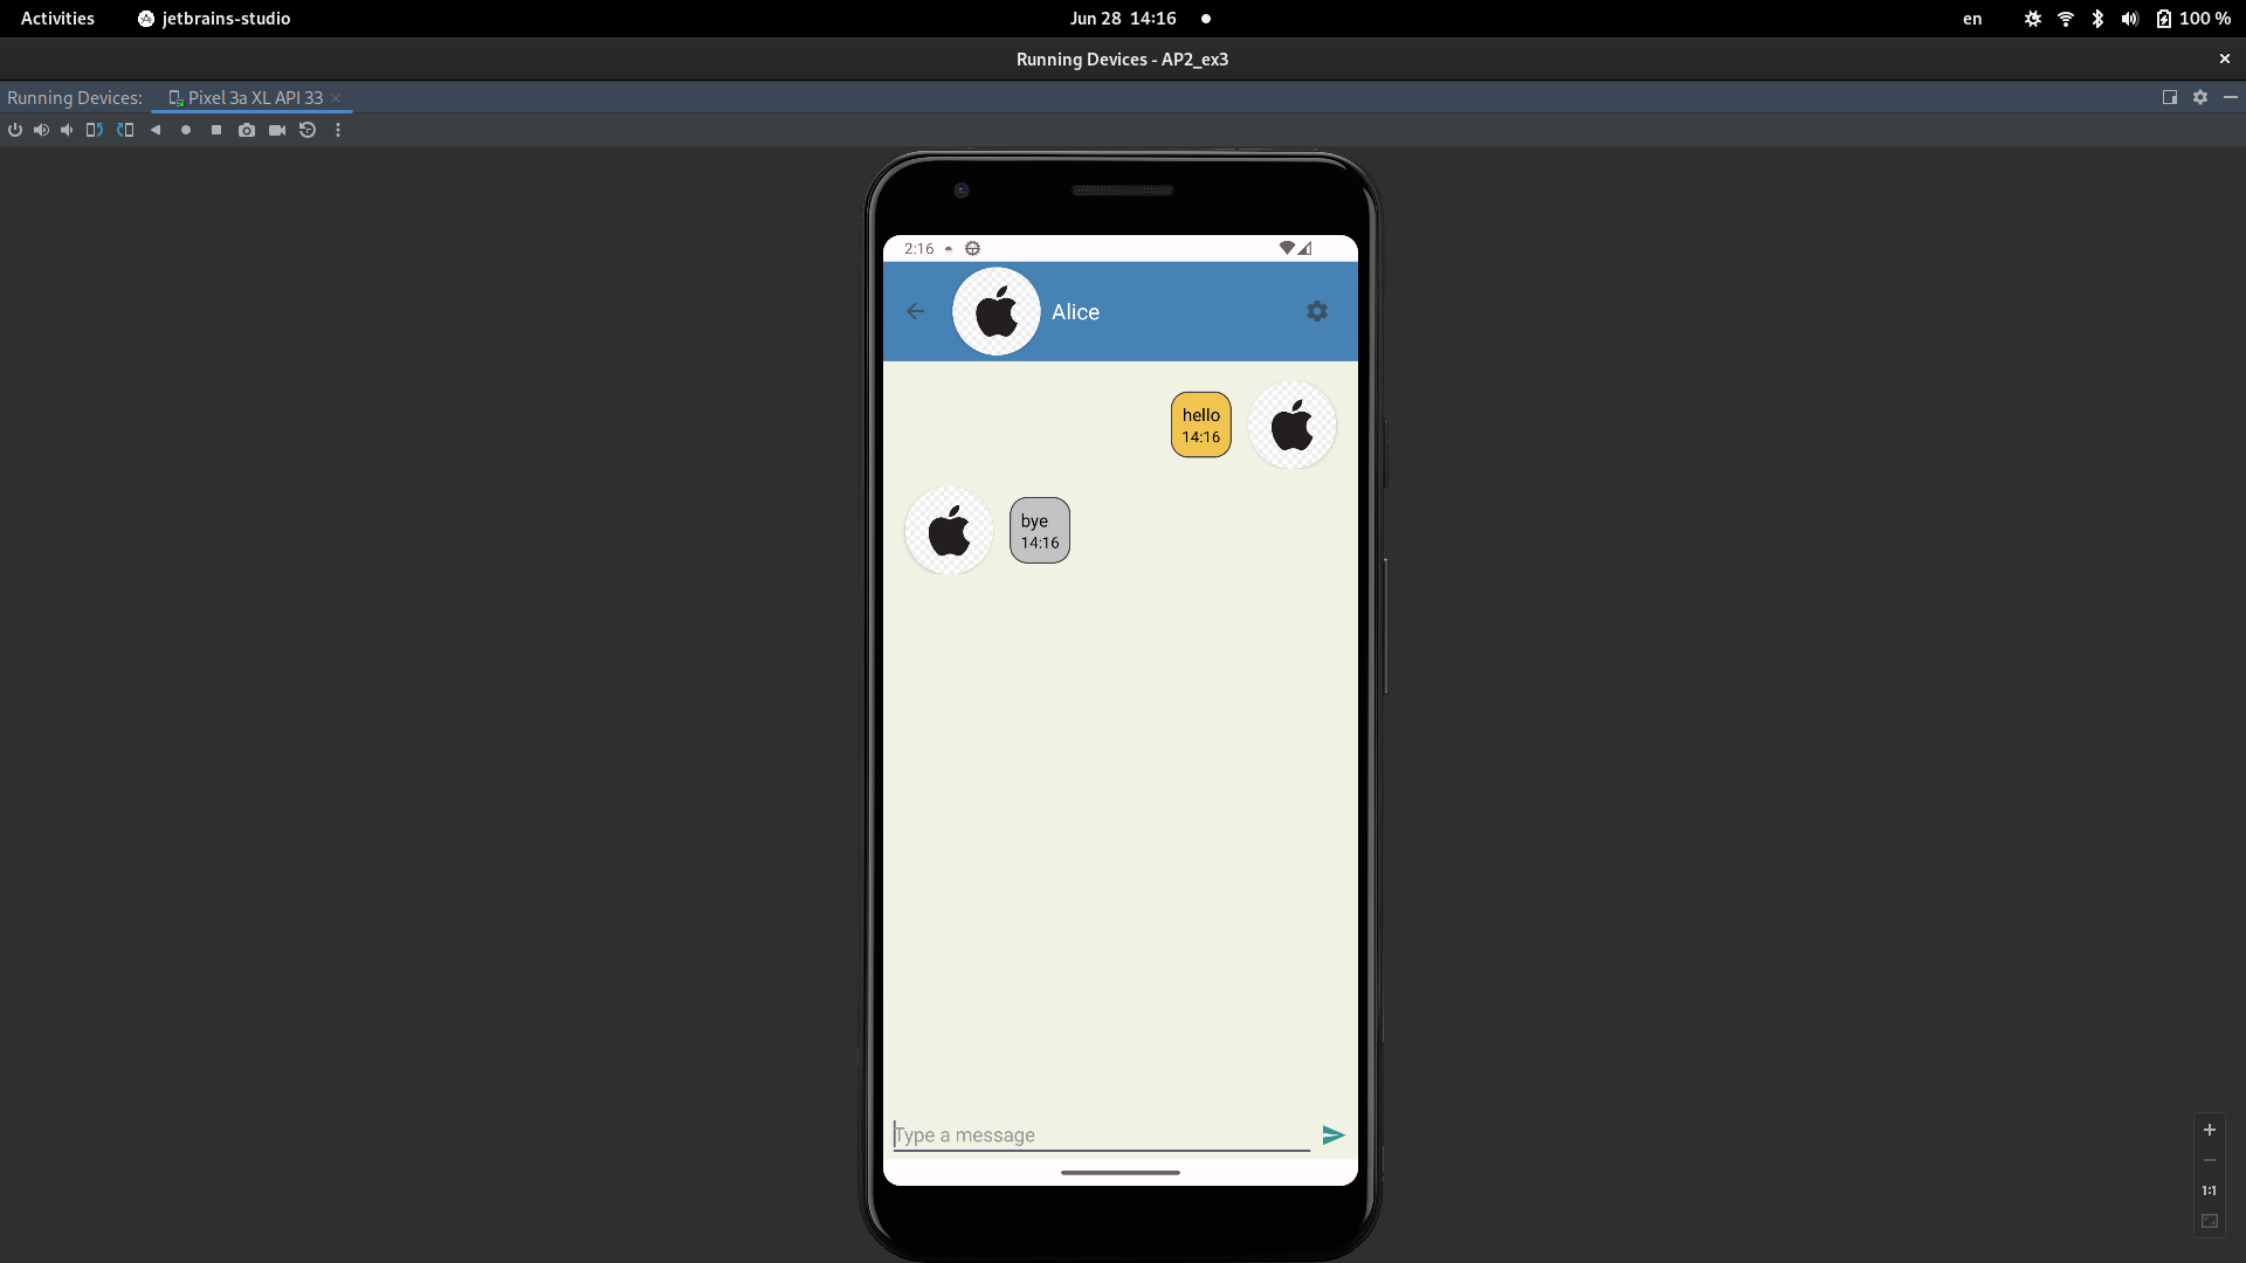 Activities jetbrains-studio Jun 28 14:16 en 100 %
Running Devices - AP2_ex3
Running Devices: Pixel 3a XL API 33
2:16
Alice
hello
14:16
bye
14:16
Type a message
1:1